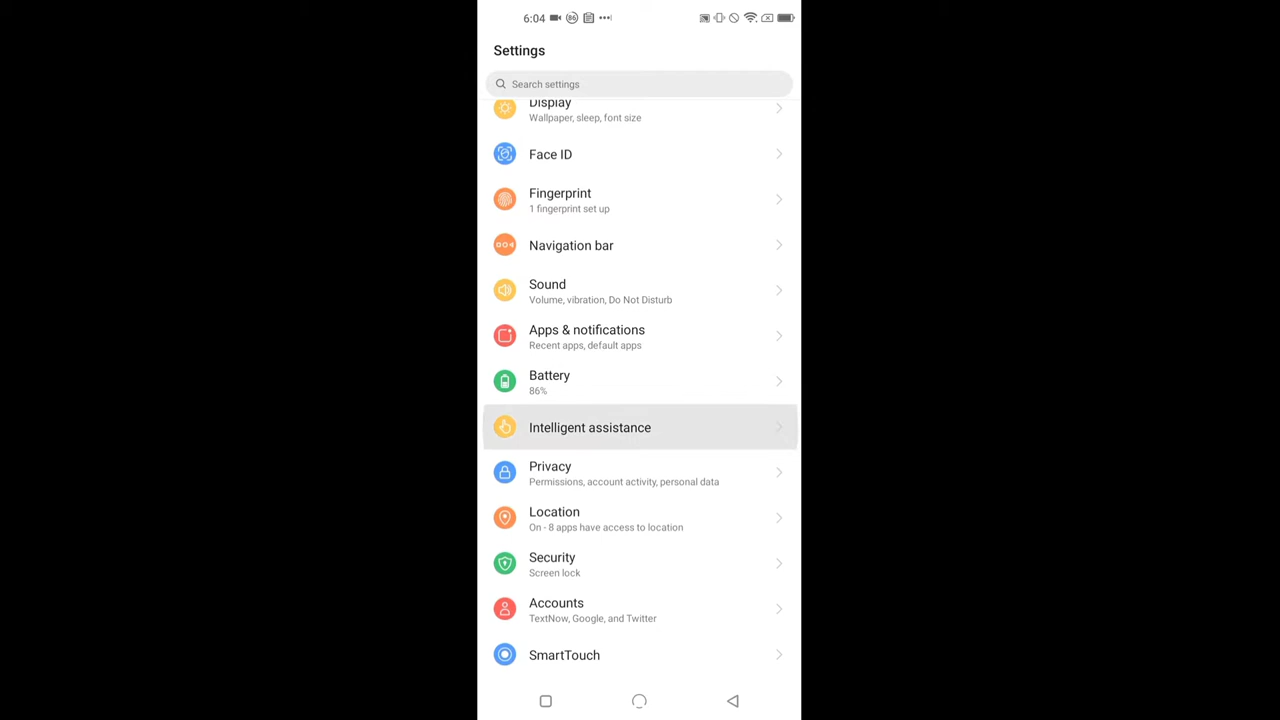 6:04 86
Settings
Search settings
Display
Wallpaper, sleep, font size
Face ID
Fingerprint
1 fingerprint set up
Navigation bar
Sound
Volume, vibration, Do Not Disturb
Apps & notifications
Recent apps, default apps
Battery
86%
Intelligent assistance
Privacy
Permissions, account activity, personal data
Location
On - 8 apps have access to location
Security
Screen lock
Accounts
TextNow, Google, and Twitter
SmartTouch